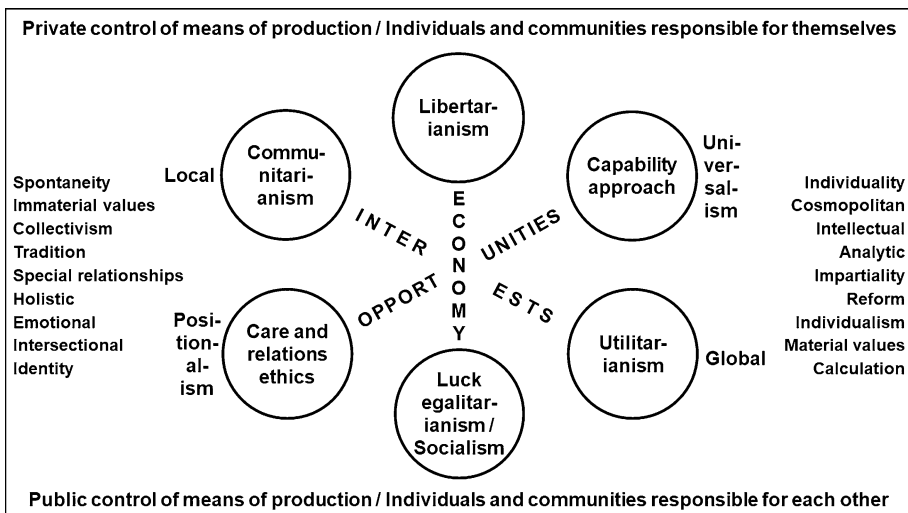 Private control of means of production / Individuals and communities responsible for themselves
Libertar-
ianism
Commu-
nitari-
anism
Local
Capability
approach
Uni-
ver-
sal-
ism
Spontaneity
Immaterial values
Collectivism
Tradition
Special relationships
Holistic
Emotional
Intersectional
Identity
INTER
ESTS
ECONOMY
OPPORT
UNITIES
Individuality
Cosmopolitan
Intellectual
Analytic
Impartiality
Reform
Individualism
Material values
Calculation
Posi-
tion-
al-
ism
Care and
relations
ethics
Luck
egalitar-
ianism /
Socialism
Utilitar-
ianism
Global
Public control of means of production / Individuals and communities responsible for each other